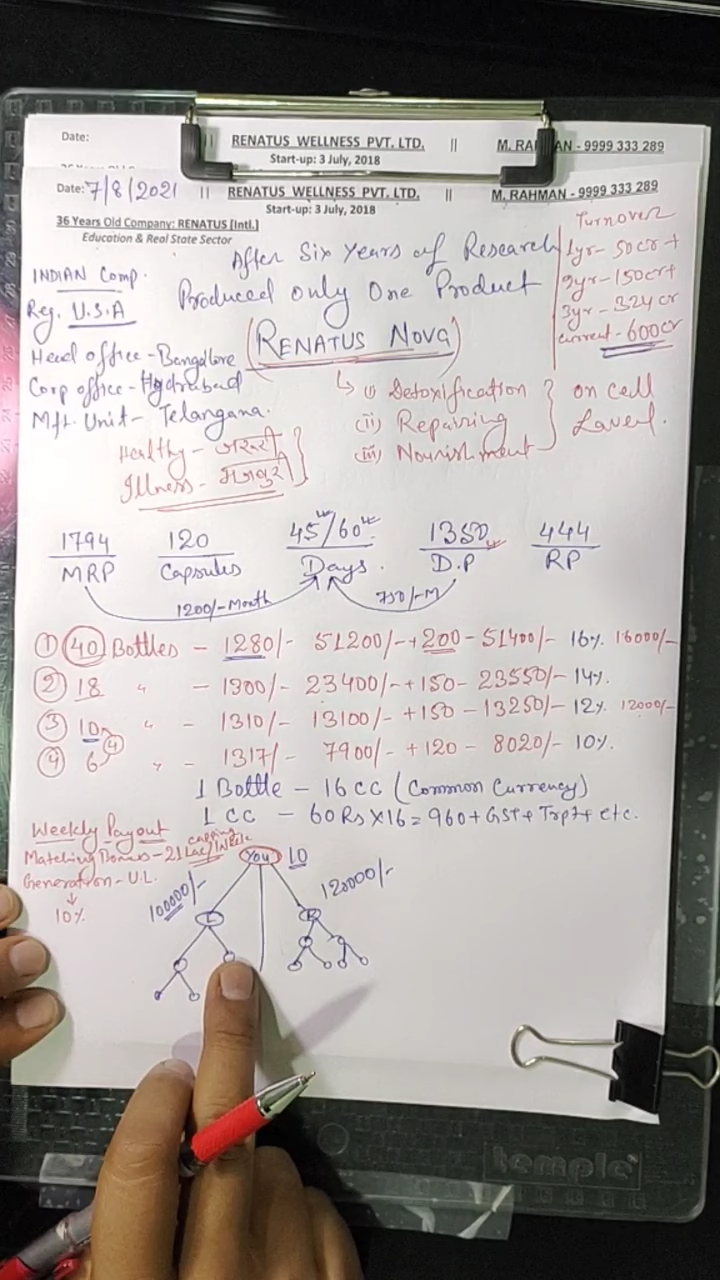 Date: || RENATUS WELLNESS PVT. LTD. || M. RAHMAN - 9999 333 289
Start-up: 3 July, 2018
Date: 7/8/2021 || RENATUS WELLNESS PVT. LTD. || M. RAHMAN - 9999 333 289
Start-up: 3 July, 2018
36 Years Old Company: RENATUS [Intl.]
Education & Real State Sector
Turnover
1yr - 50cr +
2yr - 150cr+
3yr - 324 cr
current - 600cr
After Six Years of Research
Produced only One Product
(RENATUS NOVA)
INDIAN Comp.
Reg. U.S.A
Head office - Bangalore
Corp office - Hydrabad
Mft. Unit - Telangana.
(i) Detoxification
(ii) Repairing
(iii) Nourishment
on cell
Lavel.
Healthy - जरूरी
Illness - मजबुरी
1794 120 45/60 1350 444
MRP Capsules Days. D.P RP
1200/-Month 750/-M
① 40 Bottles - 1280/- 51200/-+200 - 51400/- 16% 16000/-
② 18 " - 1300/- 23400/-+150 - 23550/- 14%.
③ 10 " - 1310/- 13100/- +150 - 13250/- 12% 12000/-
④ 6 ④ " - 1317/- 7900/- +120 - 8020/- 10%.
1 Bottle - 16 CC (Common Currency)
1 CC - 60 Rs X 16 = 960 + GST + Trpt + etc.
Weekly Payout
capping
Matching Bonus - 21 Lac/Week
Generation - U.L.
10%
You 10
100000/- 120000/-
L R
temple